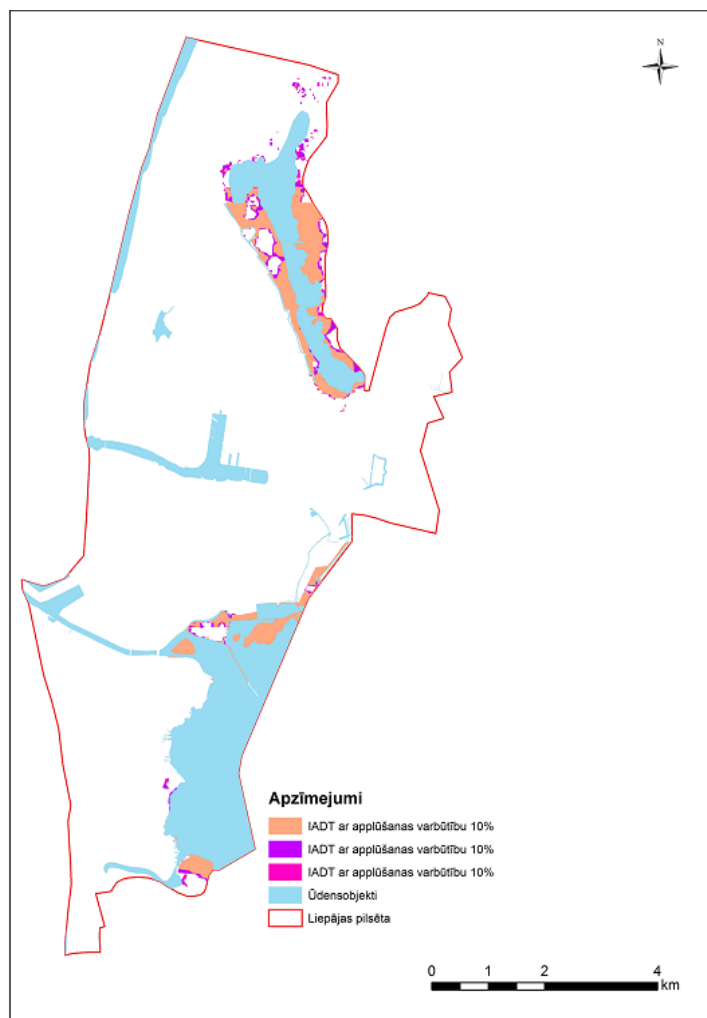 N
Apzīmejumi
IADT ar applūšanas varbūtību 10%
IADT ar applūšanas varbūtību 10%
IADT ar applūšanas varbūtību 10%
Ūdensobjekti
Liepājas pilsēta
0 1 2 4
km